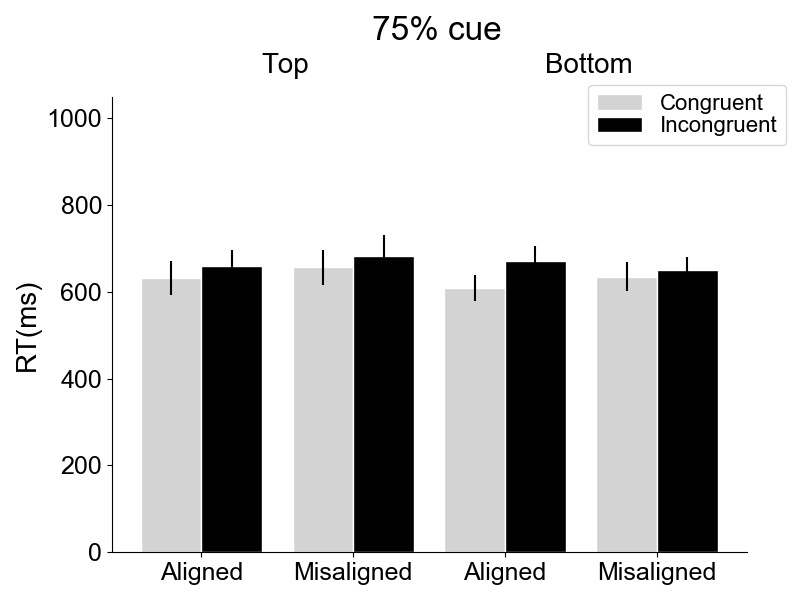 75% cue
Top
Bottom
Congruent
Incongruent
RT(ms)
1000
800
600
400
200
0
Aligned
Misaligned
Aligned
Misaligned